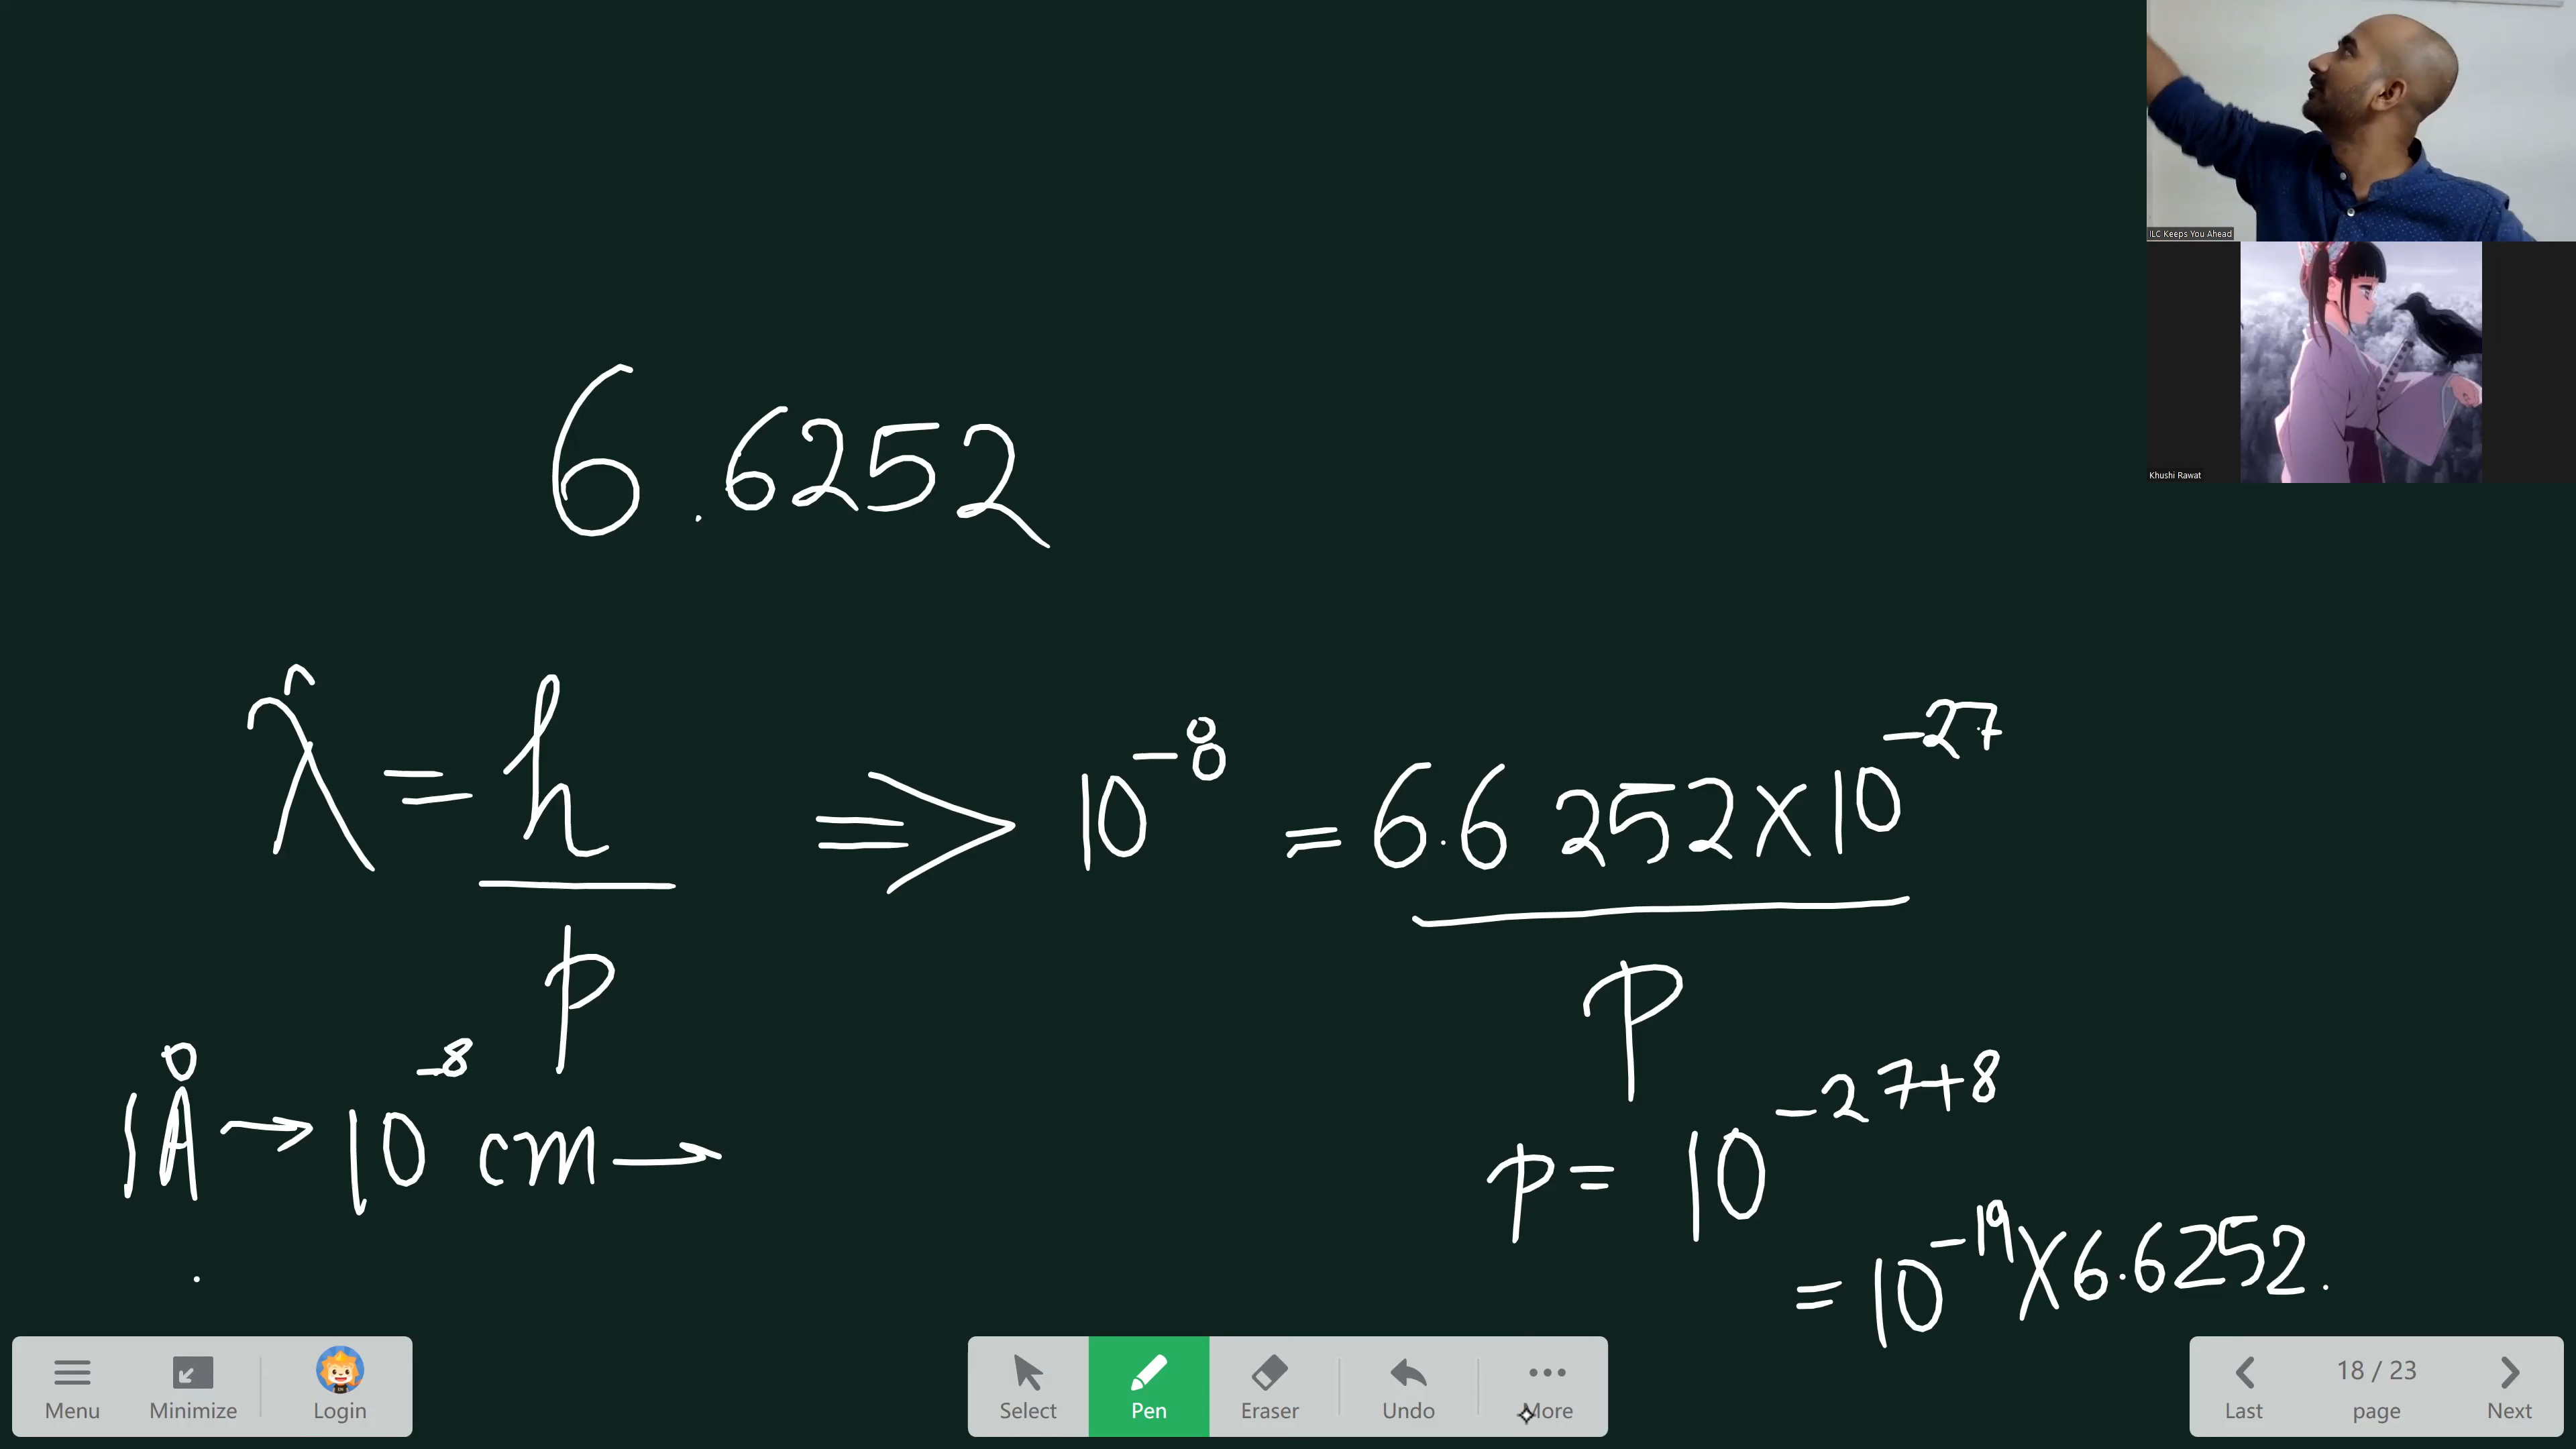 ILC Keeps You Ahead
Khushi Rawat
6.6252
λ = h / p ⇒ 10⁻⁸ = 6.6252 × 10⁻²⁷ / p
1Å → 10⁻⁸ cm →
p = 10⁻²⁷⁺⁸
= 10⁻¹⁹ × 6.6252.
Menu Minimize Login Select Pen Eraser Undo More Last 18 / 23 page Next